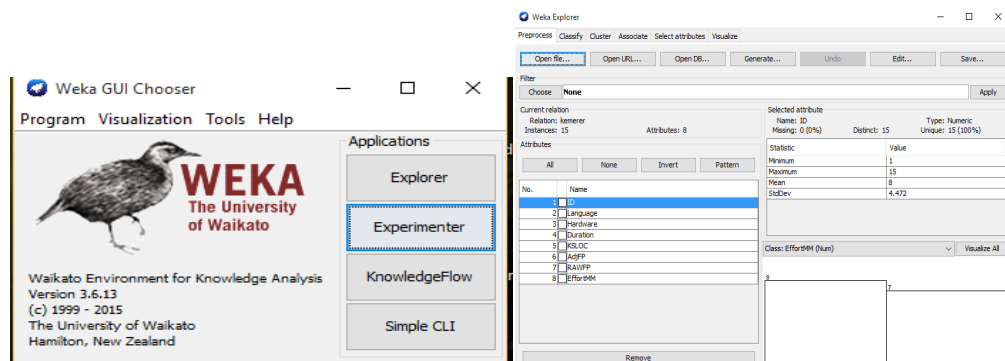 Weka GUI Chooser
Program Visualization Tools Help
WEKA
The University
of Waikato
Waikato Environment for Knowledge Analysis
Version 3.6.13
(c) 1999 - 2015
The University of Waikato
Hamilton, New Zealand
Applications
Explorer
Experimenter
KnowledgeFlow
Simple CLI
Weka Explorer
Preprocess Classify Cluster Associate Select attributes Visualize
Open file... Open URL... Open DB... Generate... Undo Edit... Save...
Filter
Choose None Apply
Current relation
Relation: kemerer
Instances: 15 Attributes: 8
Attributes
All None Invert Pattern
No. Name
1 ID
2 Language
3 Hardware
4 Duration
5 KSLOC
6 AdjFP
7 RAWFP
8 EffortMM
Remove
Selected attribute
Name: ID Type: Numeric
Missing: 0 (0%) Distinct: 15 Unique: 15 (100%)
Statistic Value
Minimum 1
Maximum 15
Mean 8
StdDev 4.472
Class: EffortMM (Num) Visualize All
8
7